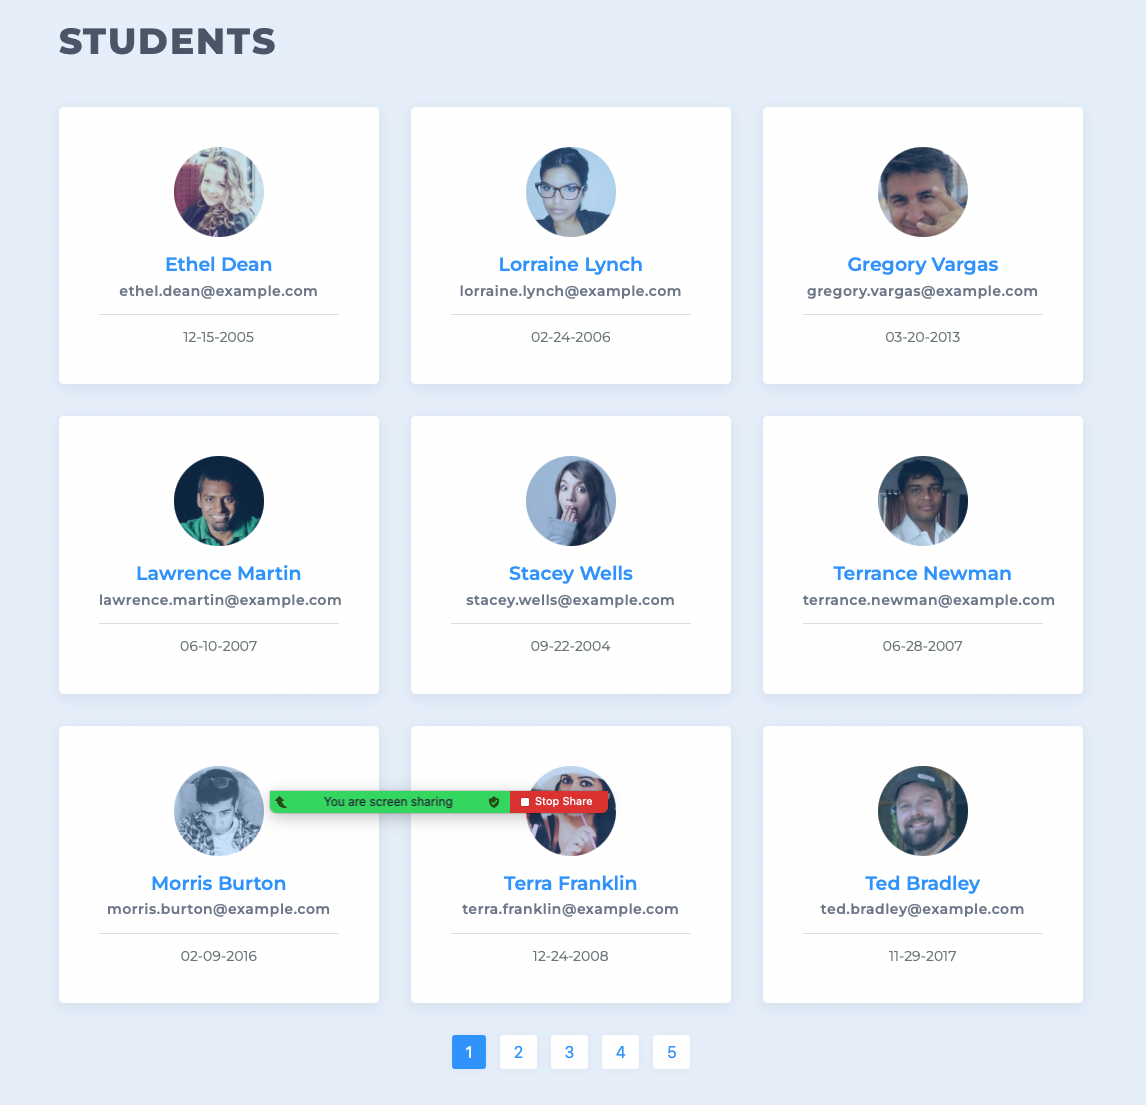 STUDENTS
Ethel Dean
ethel.dean@example.com
12-15-2005
Lorraine Lynch
lorraine.lynch@example.com
02-24-2006
Gregory Vargas
gregory.vargas@example.com
03-20-2013
Lawrence Martin
lawrence.martin@example.com
06-10-2007
Stacey Wells
stacey.wells@example.com
09-22-2004
Terrance Newman
terrance.newman@example.com
06-28-2007
You are screen sharing
Stop Share
Morris Burton
morris.burton@example.com
02-09-2016
Terra Franklin
terra.franklin@example.com
12-24-2008
Ted Bradley
ted.bradley@example.com
11-29-2017
1 2 3 4 5